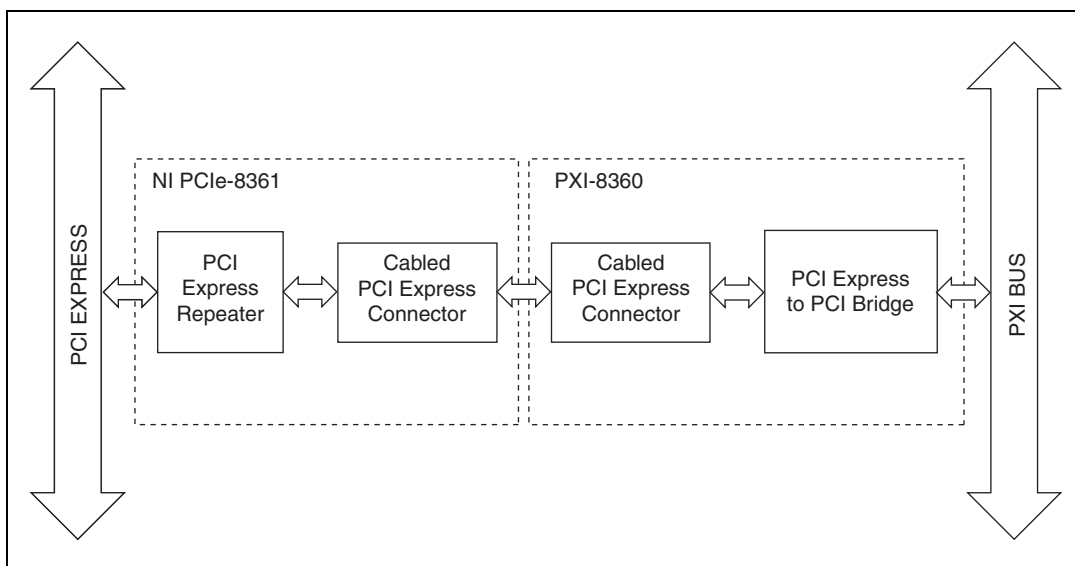 NI PCIe-8361
PXI-8360
PCI EXPRESS
PCI
Express
Repeater
Cabled
PCI Express
Connector
Cabled
PCI Express
Connector
PCI Express
to PCI Bridge
PXI BUS